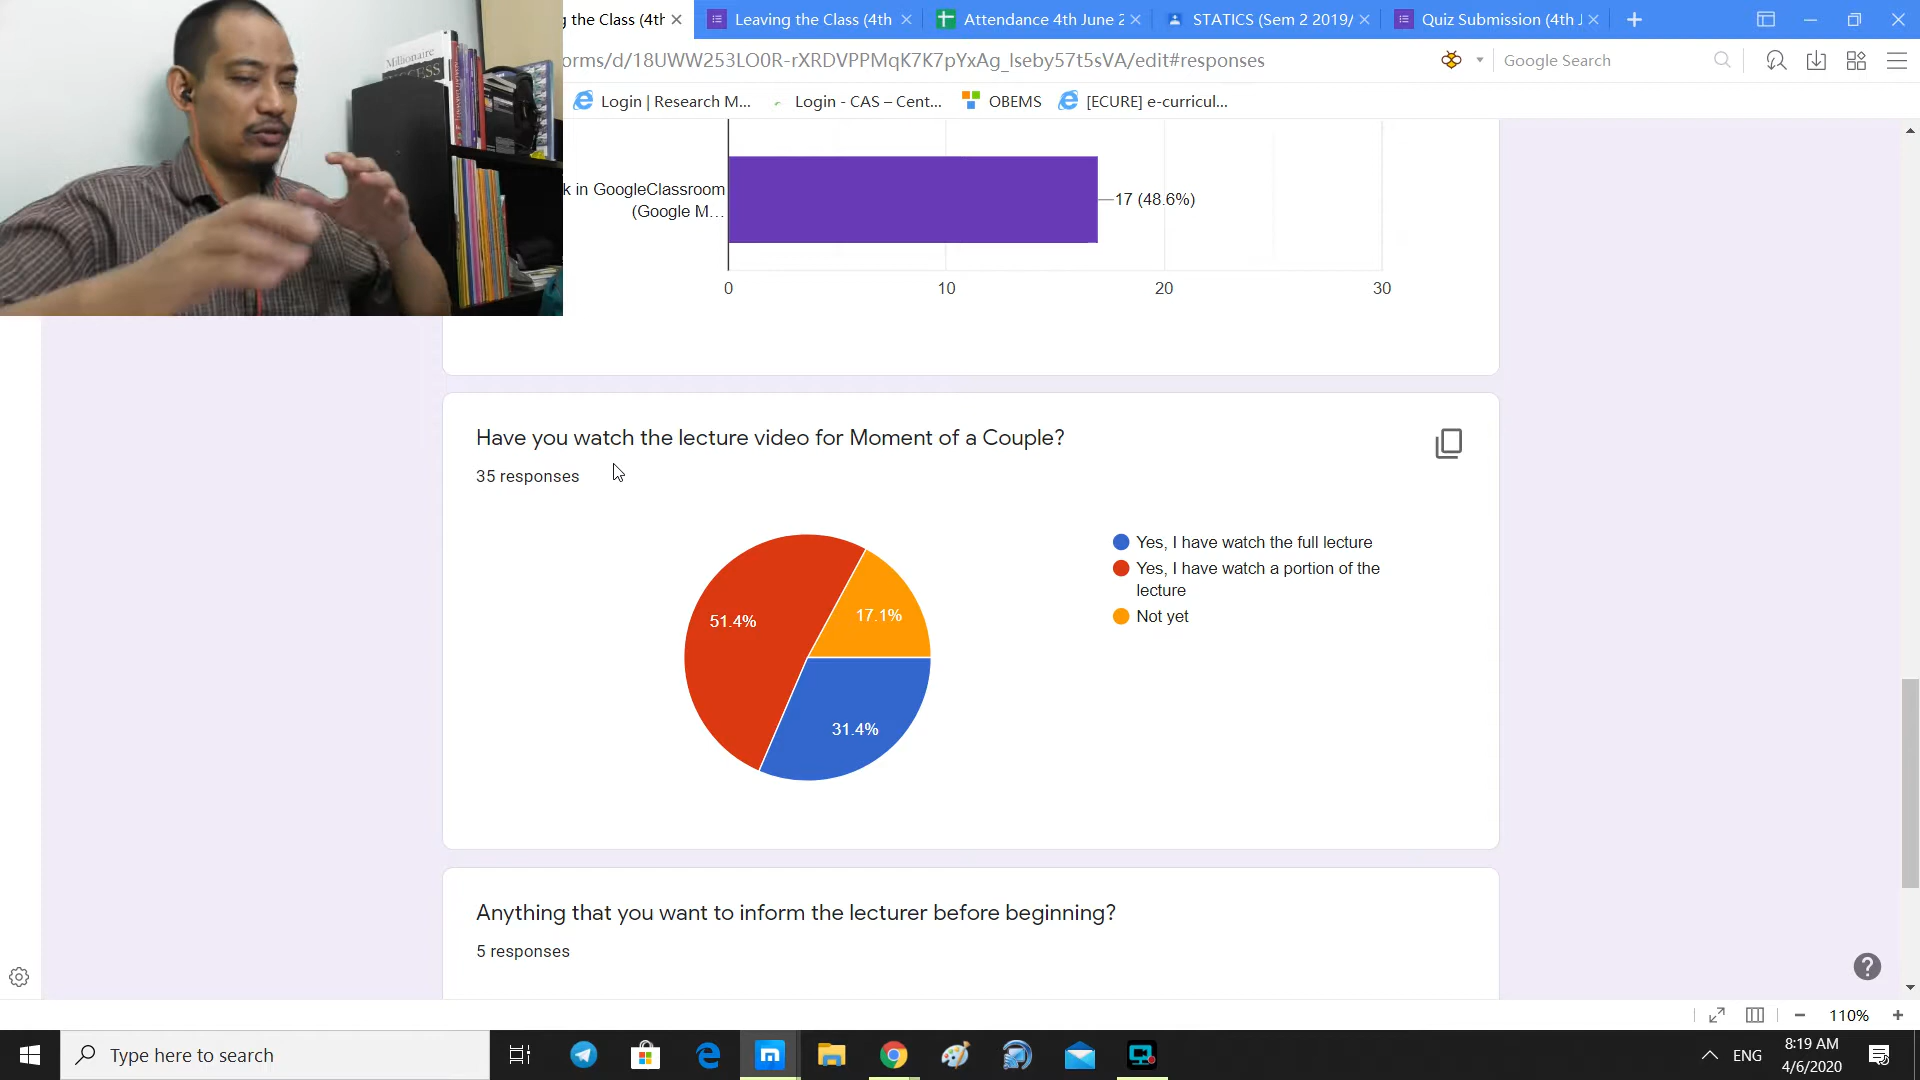 Millionaire
g the Class (4th
Leaving the Class (4th
Attendance 4th June 2
STATICS (Sem 2 2019/
Quiz Submission (4th J
orms/d/18UWW253LO0R-rXRDVPPMqK7K7pYxAg_lseby57t5sVA/edit#responses
Google Search
Login | Research M...
Login - CAS – Cent...
OBEMS
[ECURE] e-curricul...
k in GoogleClassroom
(Google M...
17 (48.6%)
0
10
20
30
Have you watch the lecture video for Moment of a Couple?
35 responses
51.4%
17.1%
31.4%
Yes, I have watch the full lecture
Yes, I have watch a portion of the
lecture
Not yet
Anything that you want to inform the lecturer before beginning?
5 responses
110%
Type here to search
ENG
8:19 AM
4/6/2020